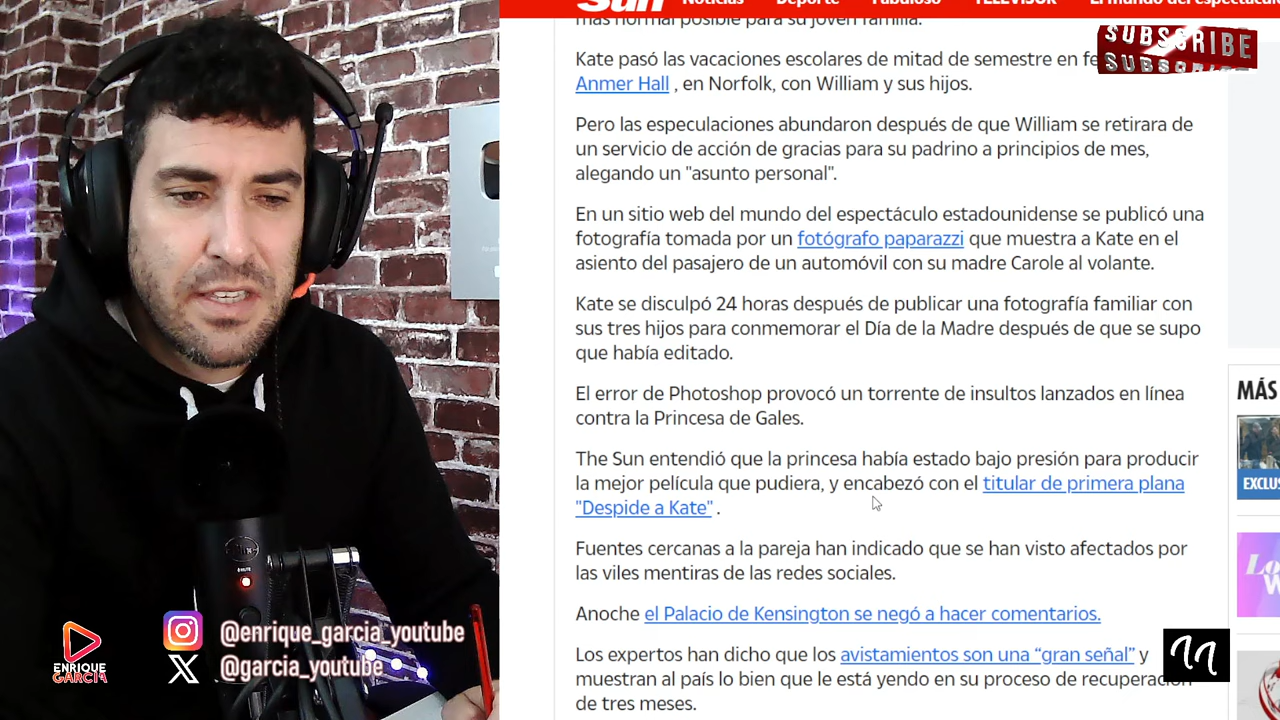 Sun Noticias Deporte Fabuloso TELEVISOR El mundo del espectáculo
más normal posible para su joven familia.
SUBSCRIBE
SUBSCRIBE
Kate pasó las vacaciones escolares de mitad de semestre en
Anmer Hall , en Norfolk, con William y sus hijos.
Pero las especulaciones abundaron después de que William se retirara de
un servicio de acción de gracias para su padrino a principios de mes,
alegando un "asunto personal".
En un sitio web del mundo del espectáculo estadounidense se publicó una
fotografía tomada por un fotógrafo paparazzi que muestra a Kate en el
asiento del pasajero de un automóvil con su madre Carole al volante.
Kate se disculpó 24 horas después de publicar una fotografía familiar con
sus tres hijos para conmemorar el Día de la Madre después de que se supo
que había editado.
El error de Photoshop provocó un torrente de insultos lanzados en línea
contra la Princesa de Gales.
The Sun entendió que la princesa había estado bajo presión para producir
la mejor película que pudiera, y encabezó con el titular de primera plana
"Despide a Kate" .
Fuentes cercanas a la pareja han indicado que se han visto afectados por
las viles mentiras de las redes sociales.
Anoche el Palacio de Kensington se negó a hacer comentarios.
Los expertos han dicho que los avistamientos son una “gran señal” y
muestran al país lo bien que le está yendo en su proceso de recuperación
de tres meses.
MÁS
EXCLUS
ENRIQUE
GARCIA
@enrique_garcia_youtube
@garcia_youtube